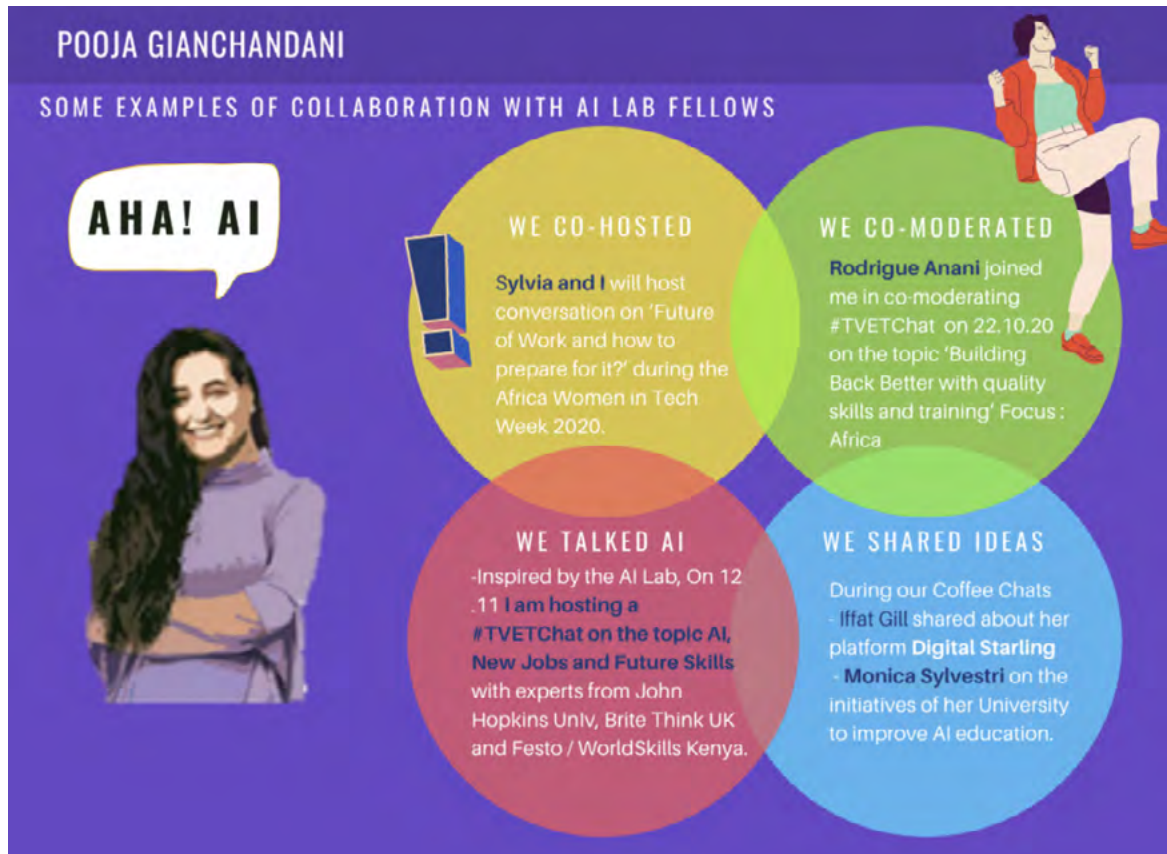 POOJA GIANCHANDANI
SOME EXAMPLES OF COLLABORATION WITH AI LAB FELLOWS
AHA! AI
WE CO-HOSTED
Sylvia and I will host
conversation on ‘Future
of Work and how to
prepare for it?’ during the
Africa Women in Tech
Week 2020.
WE CO-MODERATED
Rodrigue Anani joined
me in co-moderating
#TVETChat on 22.10.20
on the topic ‘Building
Back Better with quality
skills and training’ Focus :
Africa
WE TALKED AI
-Inspired by the AI Lab, On 12
.11 I am hosting a
#TVETChat on the topic AI,
New Jobs and Future Skills
with experts from John
Hopkins Univ, Brite Think UK
and Festo / WorldSkills Kenya.
WE SHARED IDEAS
During our Coffee Chats
- Iffat Gill shared about her
platform Digital Starling
- Monica Sylvestri on the
initiatives of her University
to improve AI education.